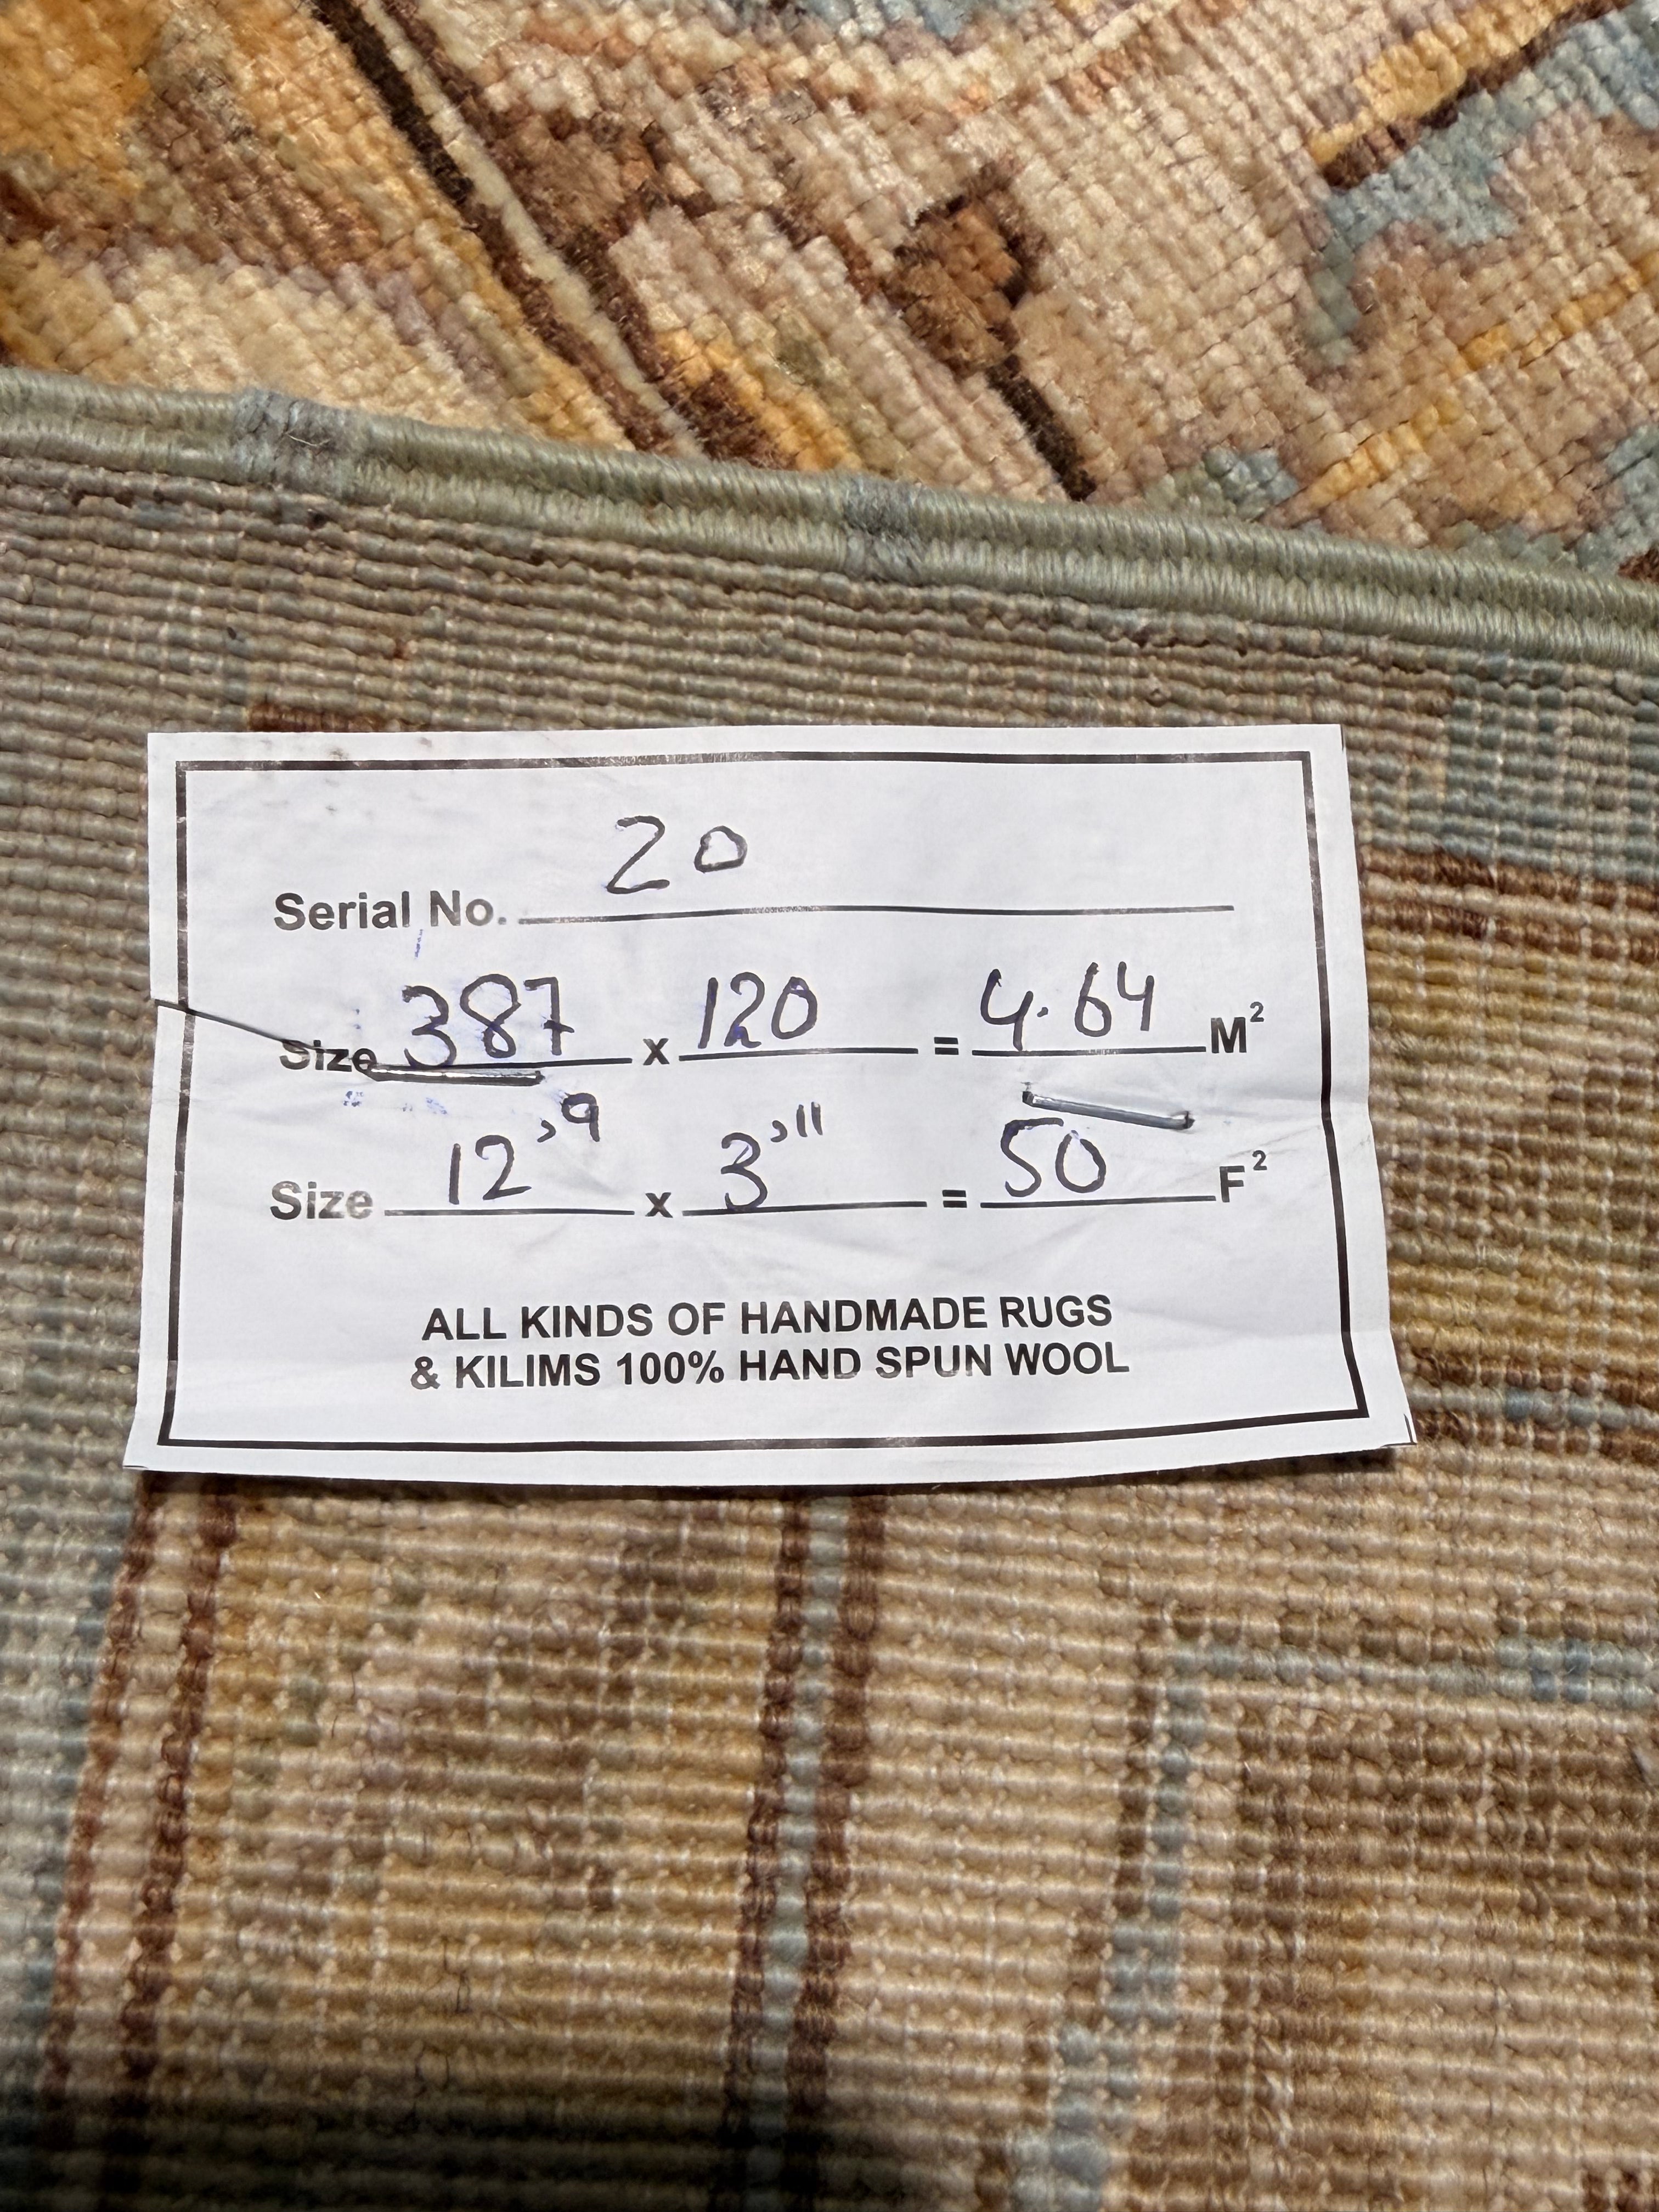 Serial No. 20
Size 387 x 120 = 4.64 M²
Size 12'9 x 3'11 = 50 F²
ALL KINDS OF HANDMADE RUGS
& KILIMS 100% HAND SPUN WOOL